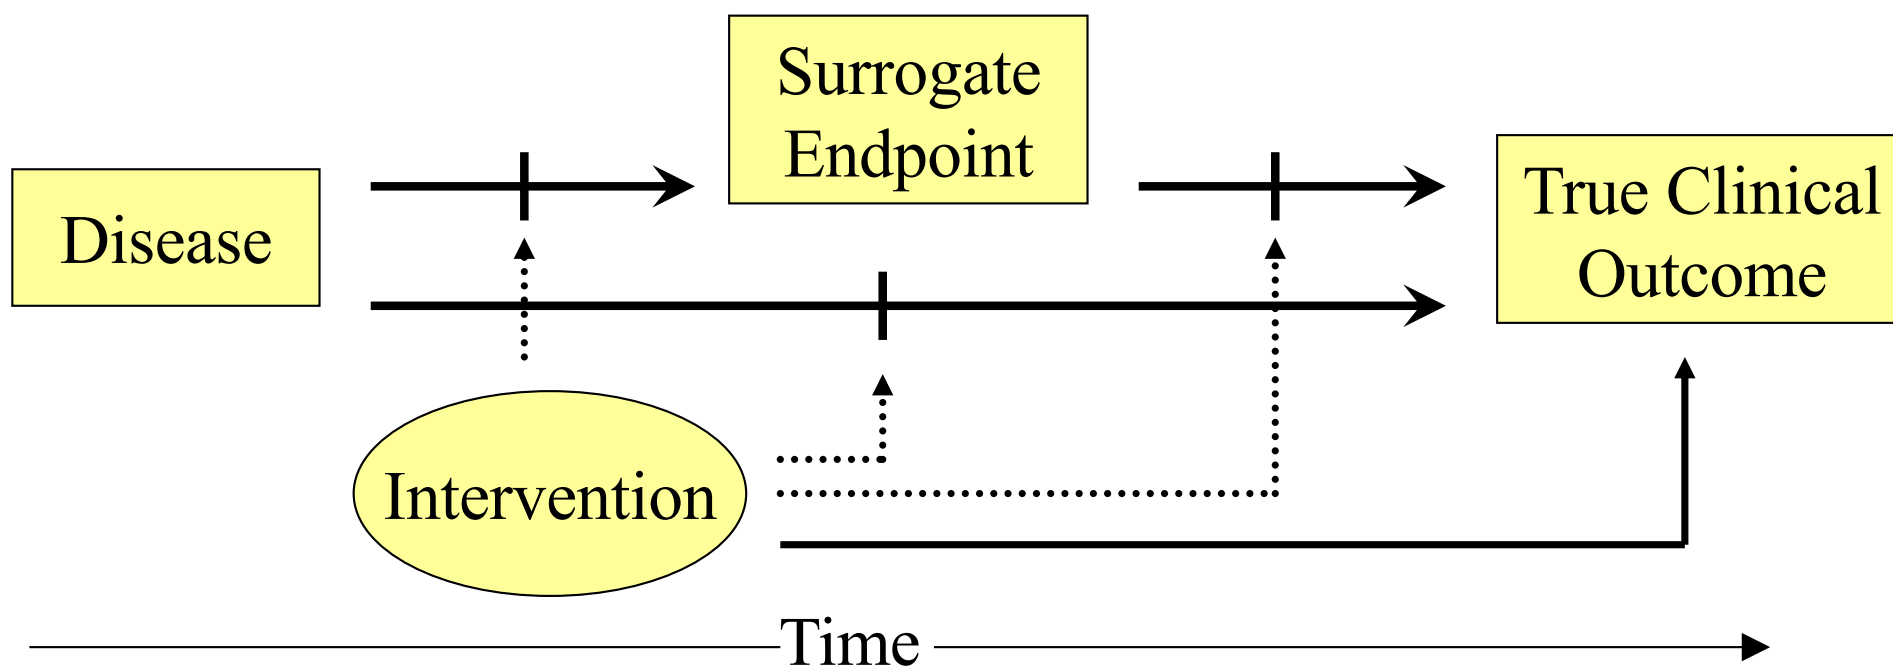 Surrogate
Endpoint
Disease
True Clinical
Outcome
Intervention
Time